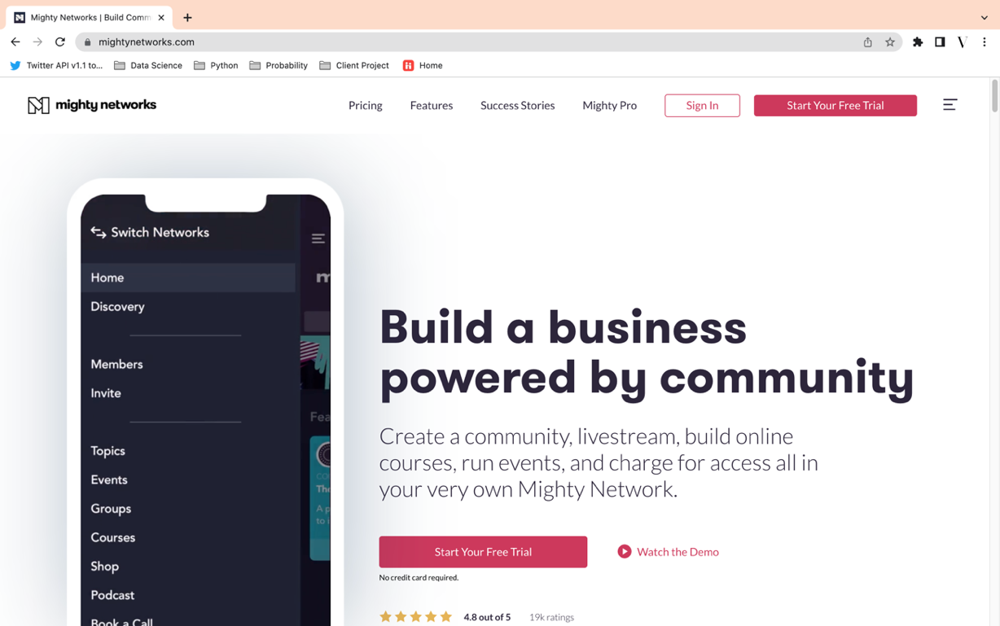 Mighty Networks | Build Comm
mightynetworks.com
Twitter API v1.1 to... Data Science Python Probability Client Project Home
mighty networks Pricing Features Success Stories Mighty Pro Sign In Start Your Free Trial
Switch Networks
Home
Discovery
Members
Invite
Topics
Events
Groups
Courses
Shop
Podcast
Book a Call
Fea
Build a business
powered by community
Create a community, livestream, build online
courses, run events, and charge for access all in
your very own Mighty Network.
Start Your Free Trial Watch the Demo
No credit card required.
4.8 out of 5 19k ratings